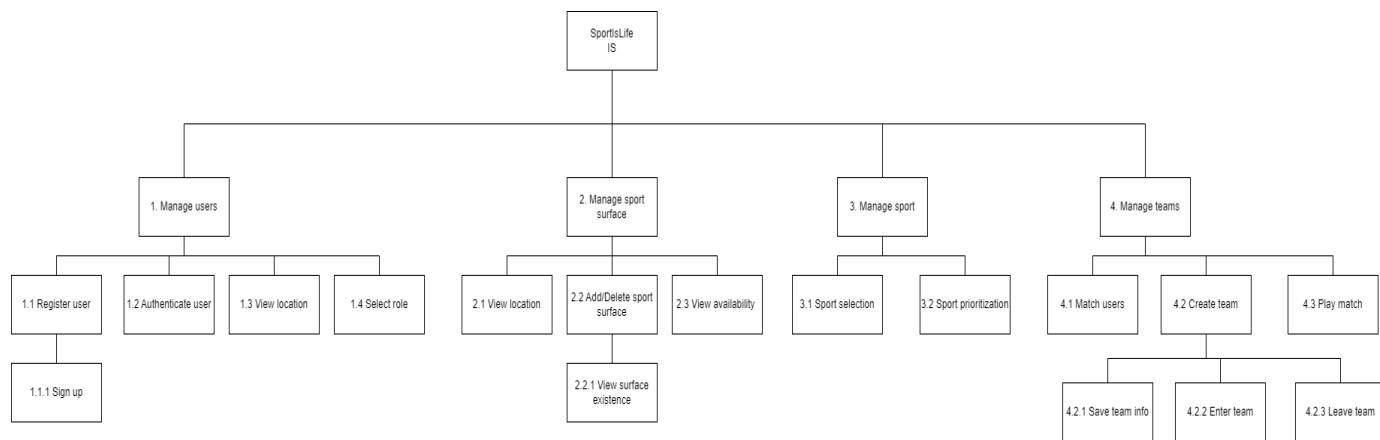 SportIsLife
IS
1. Manage users
2. Manage sport
surface
3. Manage sport
4. Manage teams
1.1 Register user
1.2 Authenticate user
1.3 View location
1.4 Select role
2.1 View location
2.2 Add/Delete sport
surface
2.3 View availability
3.1 Sport selection
3.2 Sport prioritization
4.1 Match users
4.2 Create team
4.3 Play match
1.1.1 Sign up
2.2.1 View surface
existence
4.2.1 Save team info
4.2.2 Enter team
4.2.3 Leave team